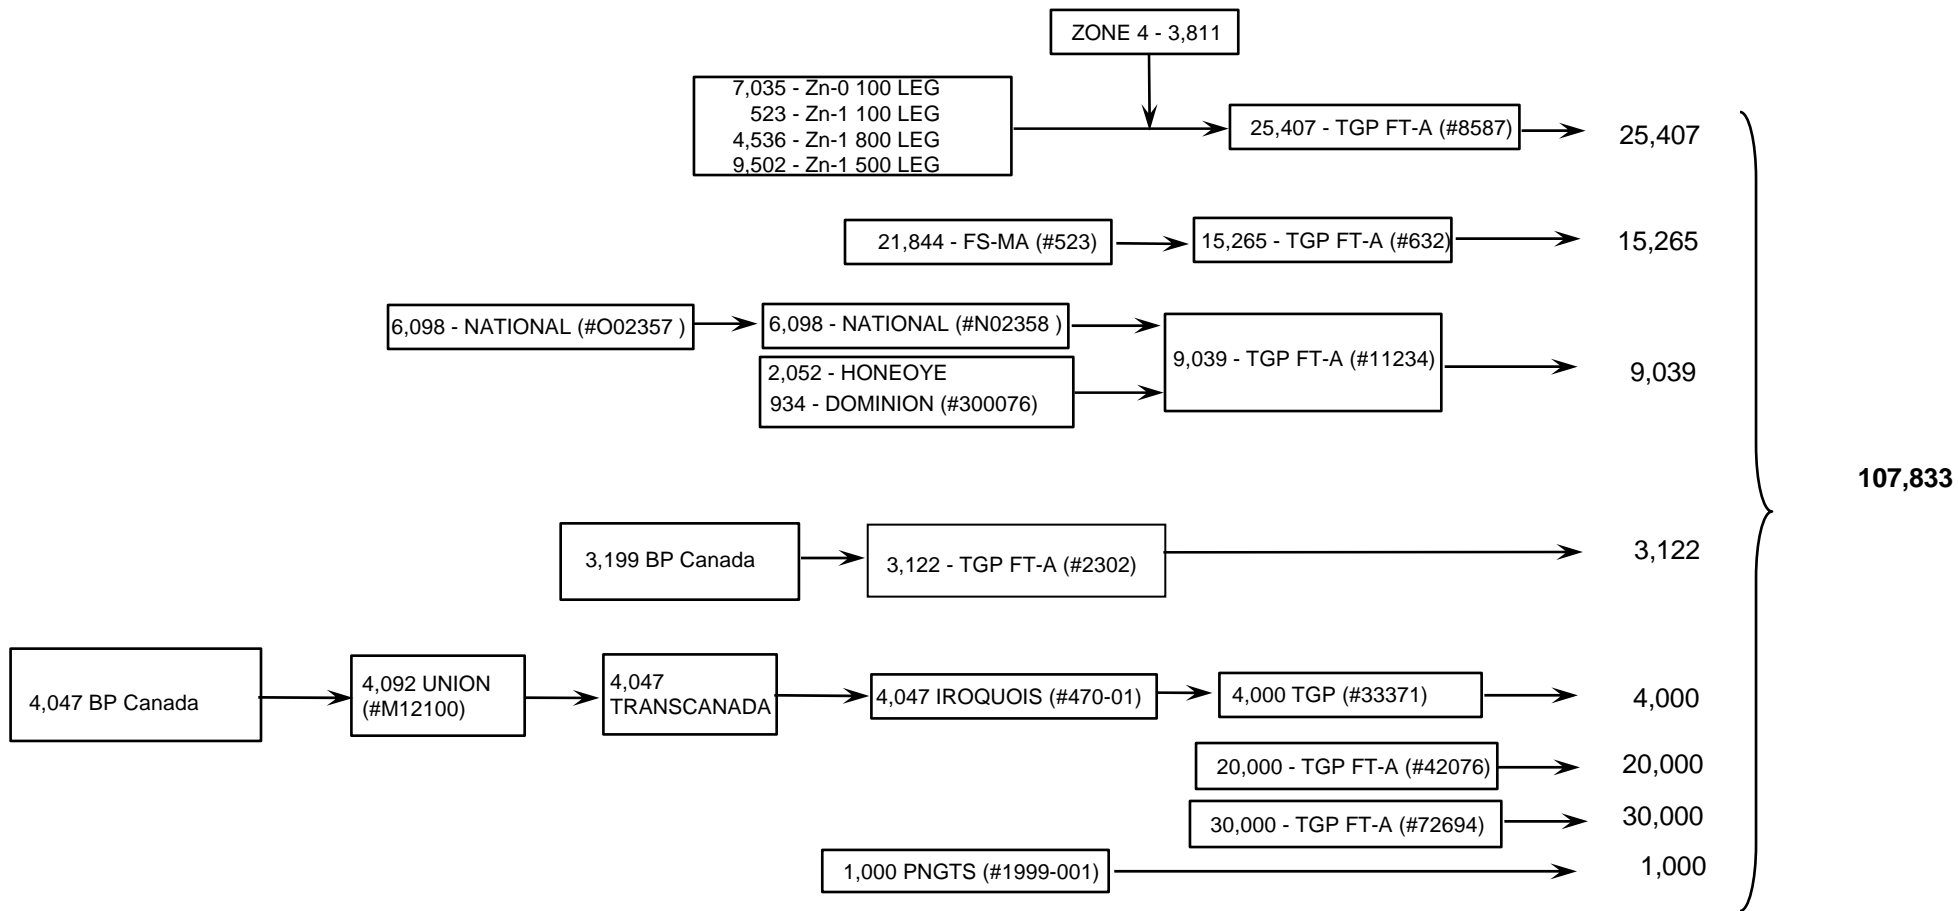 ZONE 4 - 3,811
7,035 - Zn-0 100 LEG
523 - Zn-1 100 LEG
4,536 - Zn-1 800 LEG
9,502 - Zn-1 500 LEG
25,407 - TGP FT-A (#8587)
25,407
21,844 - FS-MA (#523)
15,265 - TGP FT-A (#632)
15,265
6,098 - NATIONAL (#O02357 )
6,098 - NATIONAL (#N02358 )
2,052 - HONEOYE
934 - DOMINION (#300076)
9,039 - TGP FT-A (#11234)
9,039
107,833
3,199 BP Canada
3,122 - TGP FT-A (#2302)
3,122
4,047 BP Canada
4,092 UNION
(#M12100)
4,047
TRANSCANADA
4,047 IROQUOIS (#470-01)
4,000 TGP (#33371)
4,000
20,000 - TGP FT-A (#42076)
20,000
30,000 - TGP FT-A (#72694)
30,000
1,000 PNGTS (#1999-001)
1,000